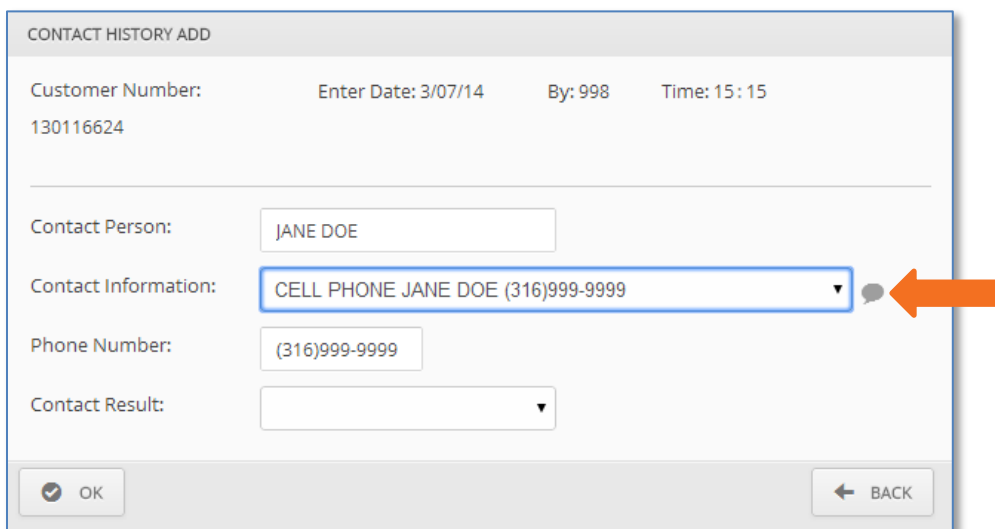 CONTACT HISTORY ADD
Customer Number: Enter Date: 3/07/14 By: 998 Time: 15:15
130116624
Contact Person: JANE DOE
Contact Information: CELL PHONE JANE DOE (316)999-9999
Phone Number: (316)999-9999
Contact Result:
OK BACK